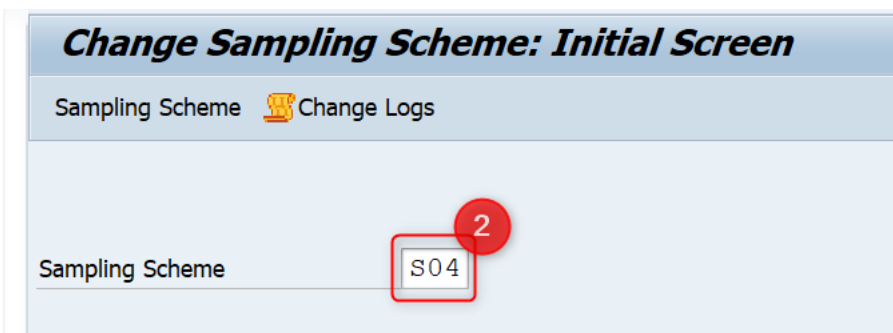 Change Sampling Scheme: Initial Screen
Sampling Scheme Change Logs
2
Sampling Scheme S04